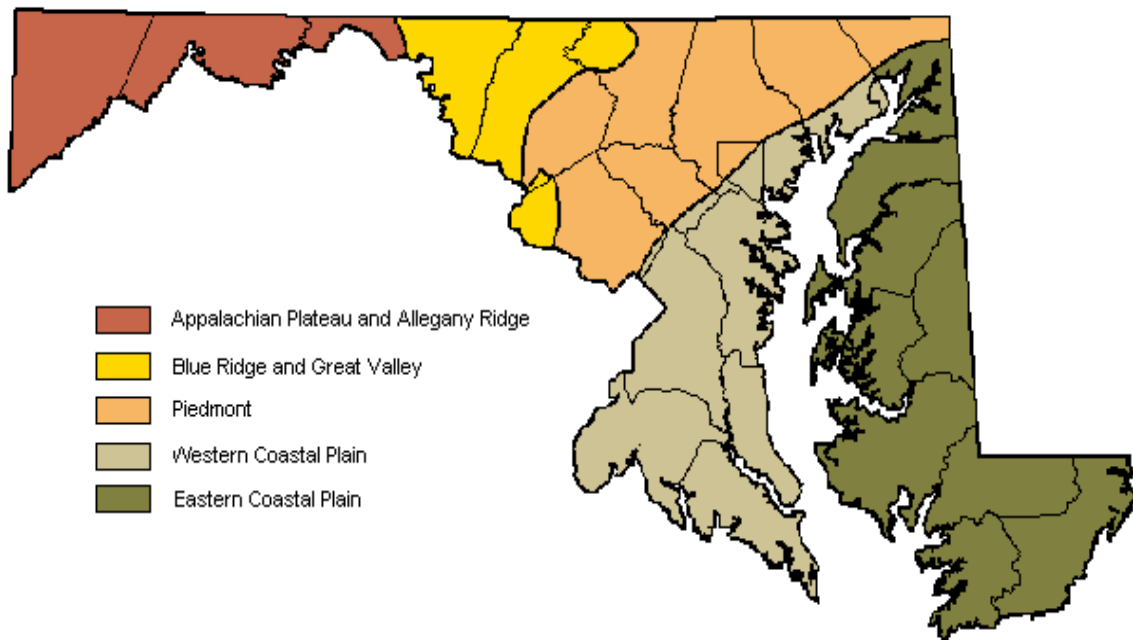 Appalachian Plateau and Allegany Ridge
Blue Ridge and Great Valley
Piedmont
Western Coastal Plain
Eastern Coastal Plain